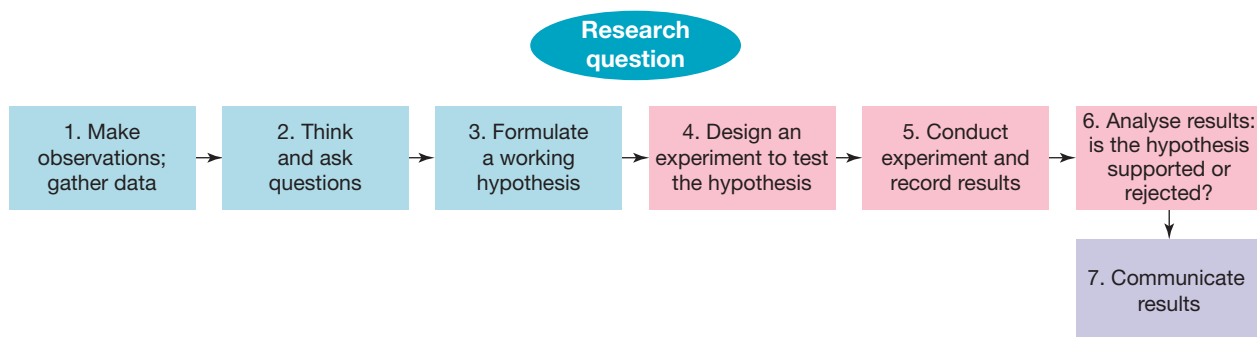 Research
question
1. Make
observations;
gather data
2. Think
and ask
questions
3. Formulate
a working
hypothesis
4. Design an
experiment to test
the hypothesis
5. Conduct
experiment and
record results
6. Analyse results:
is the hypothesis
supported or
rejected?
7. Communicate
results